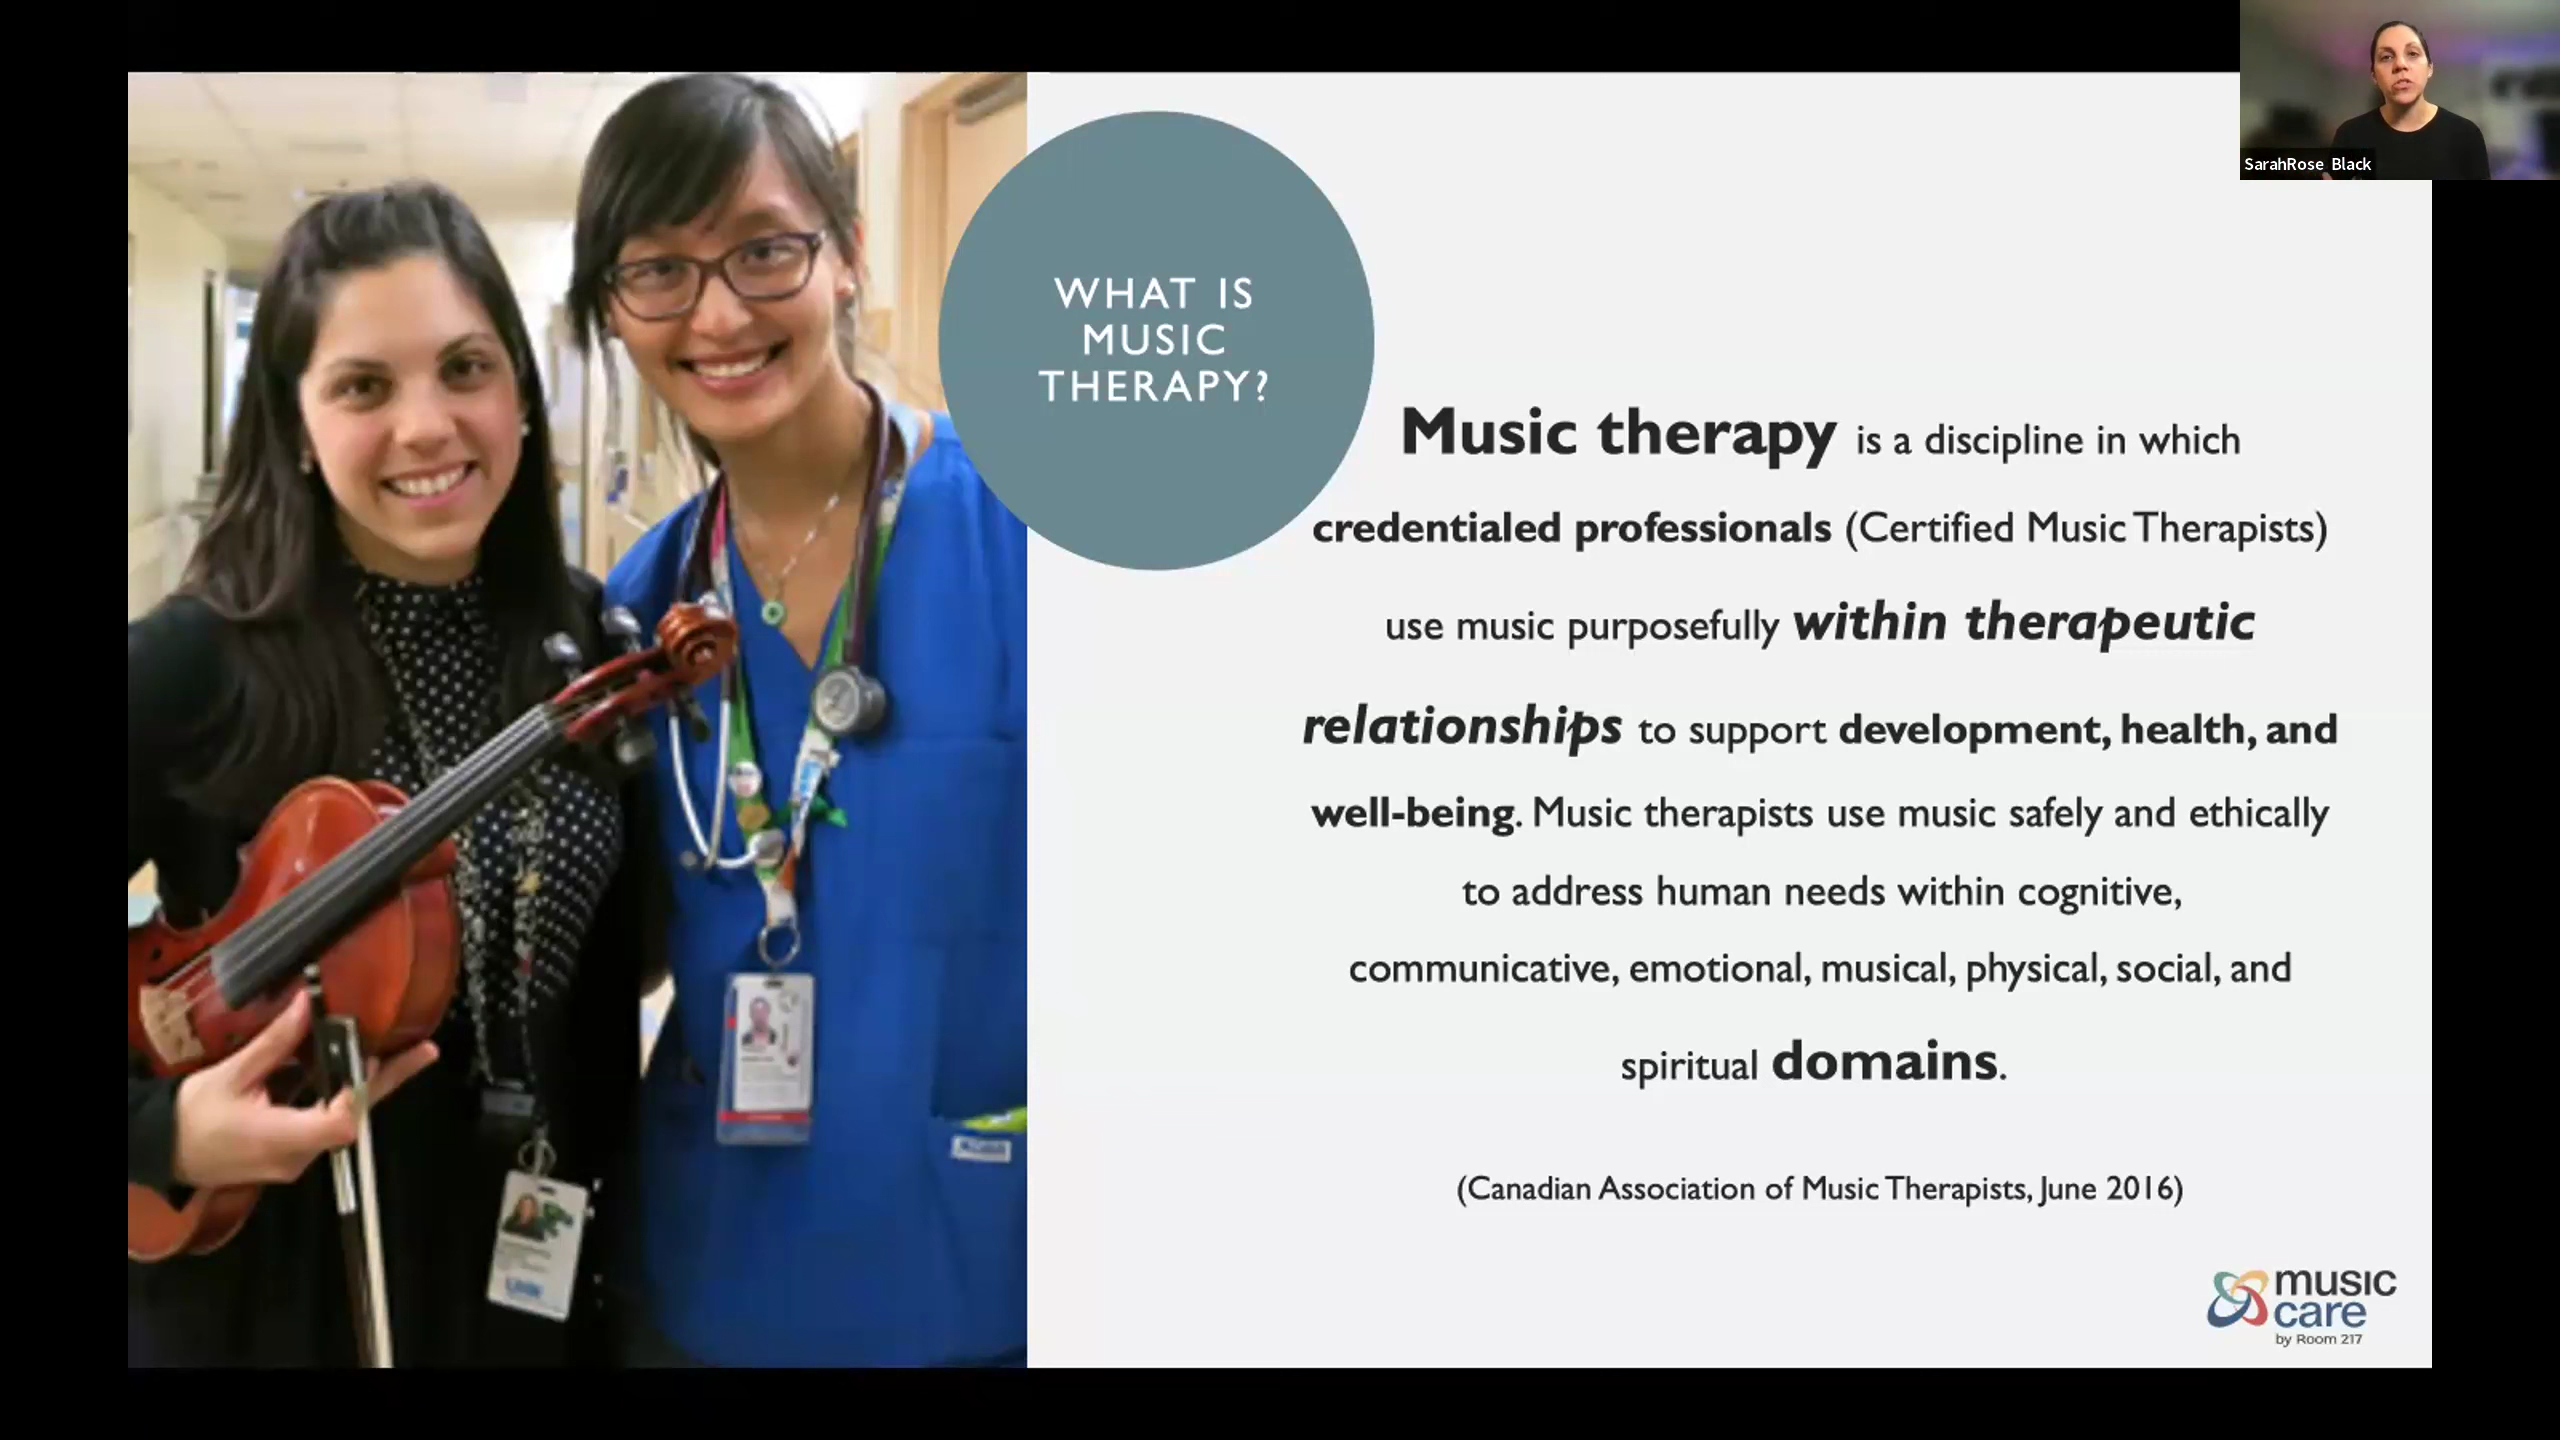 SarahRose Black
WHAT IS
MUSIC
THERAPY?
Music therapy is a discipline in which
credentialed professionals (Certified Music Therapists)
use music purposefully within therapeutic
relationships to support development, health, and
well-being. Music therapists use music safely and ethically
to address human needs within cognitive,
communicative, emotional, musical, physical, social, and
spiritual domains.
(Canadian Association of Music Therapists, June 2016)
music
care
by Room 217